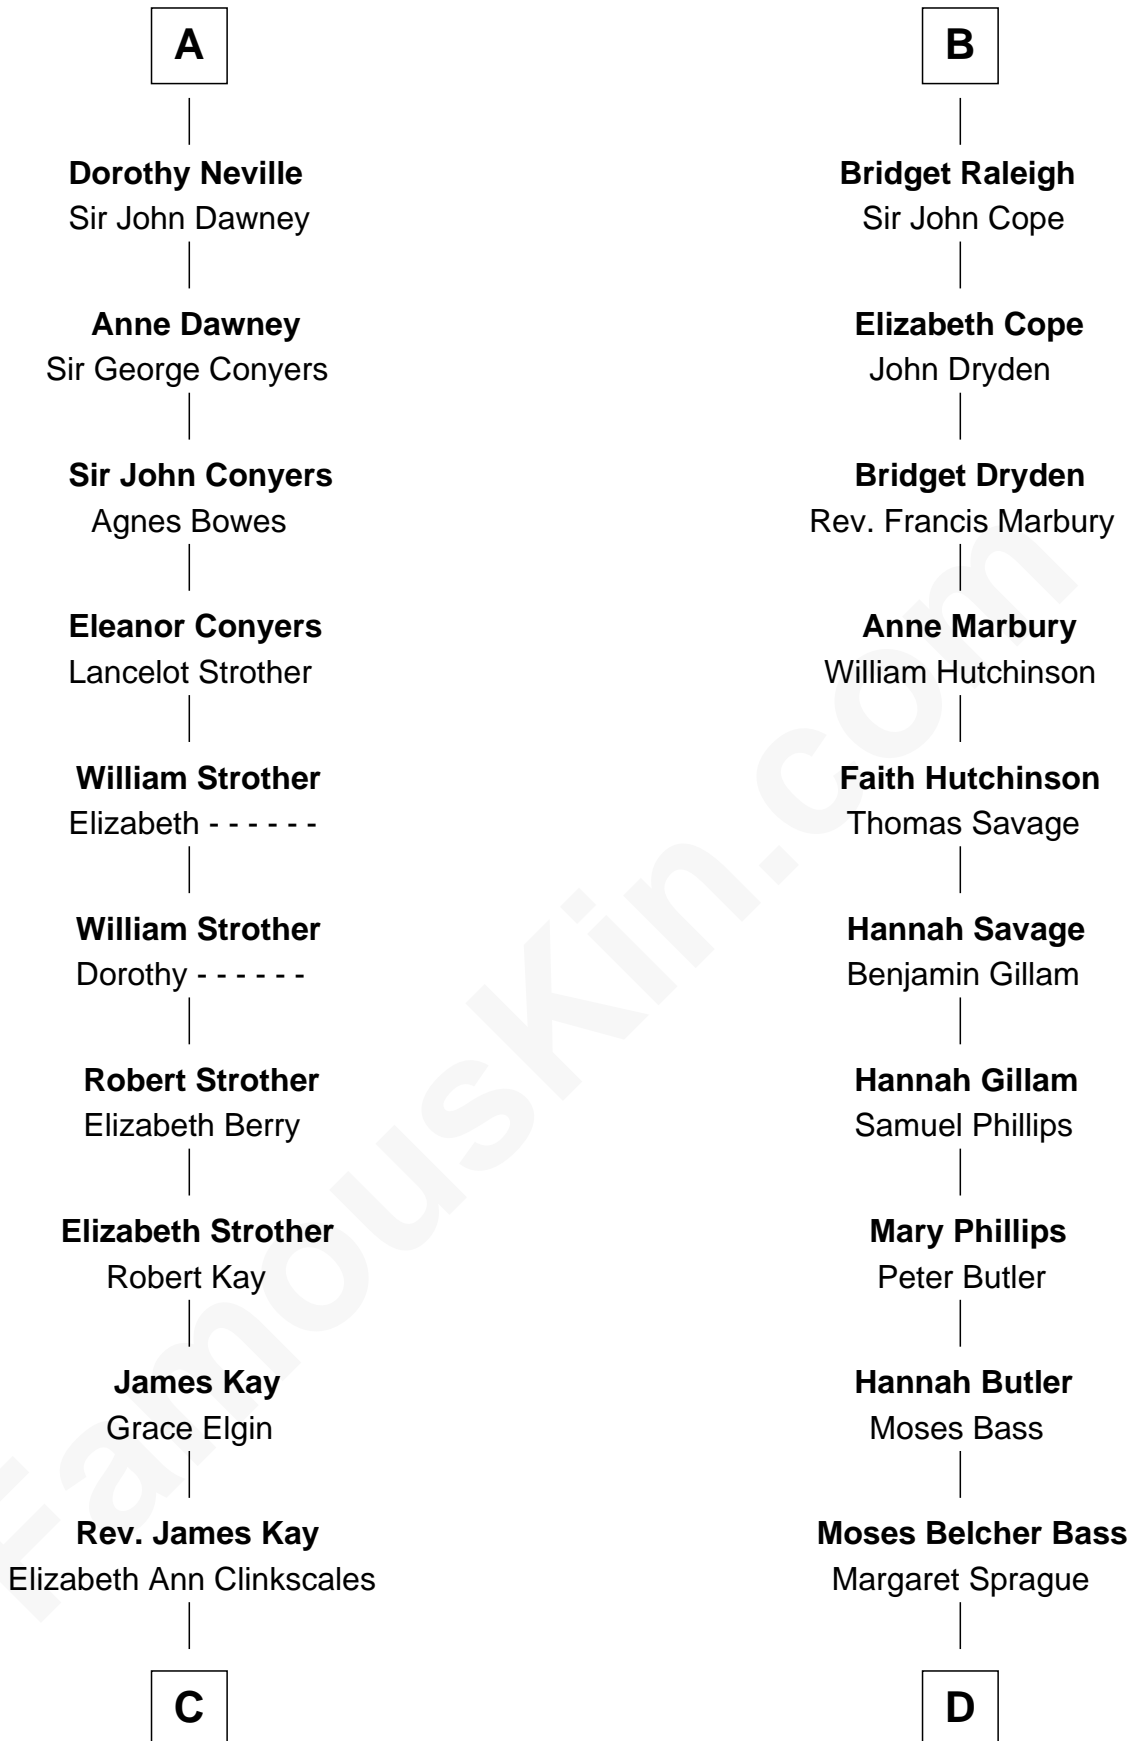 A
Dorothy Neville
Sir John Dawney
Anne Dawney
Sir George Conyers
Sir John Conyers
Agnes Bowes
Eleanor Conyers
Lancelot Strother
William Strother
Elizabeth - - - - - -
William Strother
Dorothy - - - - - -
Robert Strother
Elizabeth Berry
Elizabeth Strother
Robert Kay
James Kay
Grace Elgin
Rev. James Kay
Elizabeth Ann Clinkscales
C
B
Bridget Raleigh
Sir John Cope
Elizabeth Cope
John Dryden
Bridget Dryden
Rev. Francis Marbury
Anne Marbury
William Hutchinson
Faith Hutchinson
Thomas Savage
Hannah Savage
Benjamin Gillam
Hannah Gillam
Samuel Phillips
Mary Phillips
Peter Butler
Hannah Butler
Moses Bass
Moses Belcher Bass
Margaret Sprague
D
FamousKin.com